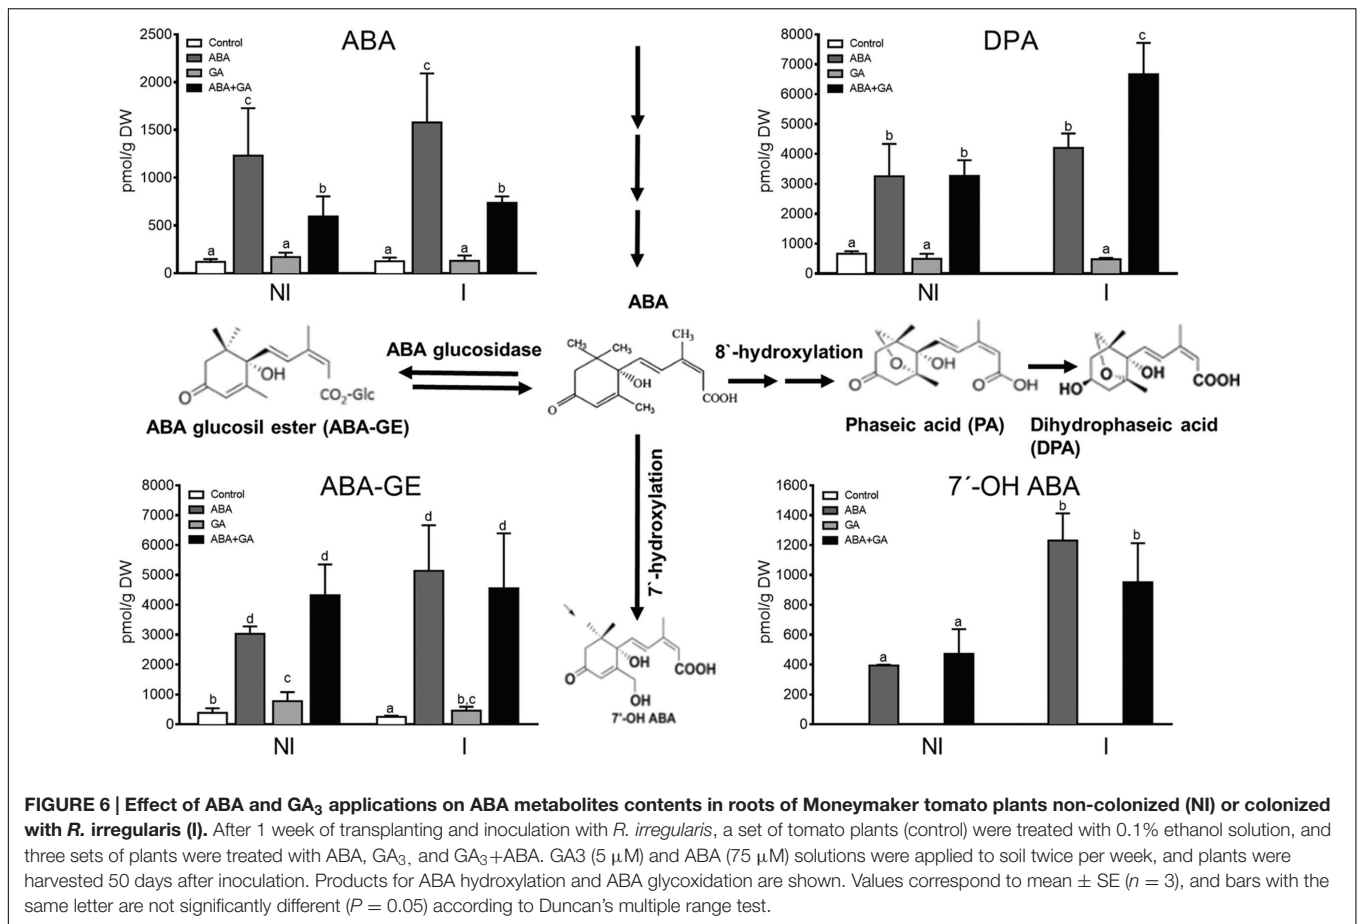 ABA
2500
2000
1500
1000
500
0
pmol/g DW
Control
ABA
GA
ABA+GA
a
c
a
b
a
c
a
b
NI
I
DPA
8000
7000
6000
5000
4000
3000
2000
1000
0
pmol/g DW
Control
ABA
GA
ABA+GA
a
b
a
b
b
a
c
NI
I
ABA
O
OH
CO₂-Glc
ABA glucosil ester (ABA-GE)
ABA glucosidase
CH₃
CH₃
CH₃
OH
O
CH₃
COOH
8`-hydroxylation
O
OH
O
O
OH
Phaseic acid (PA)
HO
O
OH
COOH
Dihydrophaseic acid
(DPA)
7`-hydroxylation
O
OH
COOH
OH
7'-OH ABA
ABA-GE
8000
7000
6000
5000
4000
3000
2000
1000
0
pmol/g DW
Control
ABA
GA
ABA+GA
b
d
c
d
a
d
b,c
d
NI
I
7´-OH ABA
1600
1400
1200
1000
800
600
400
200
0
pmol/g DW
Control
ABA
GA
ABA+GA
a
a
b
b
NI
I
FIGURE 6 | Effect of ABA and GA₃ applications on ABA metabolites contents in roots of Moneymaker tomato plants non-colonized (NI) or colonized
with R. irregularis (I). After 1 week of transplanting and inoculation with R. irregularis, a set of tomato plants (control) were treated with 0.1% ethanol solution, and
three sets of plants were treated with ABA, GA₃, and GA₃+ABA. GA3 (5 μM) and ABA (75 μM) solutions were applied to soil twice per week, and plants were
harvested 50 days after inoculation. Products for ABA hydroxylation and ABA glycoxidation are shown. Values correspond to mean ± SE (n = 3), and bars with the
same letter are not significantly different (P = 0.05) according to Duncan's multiple range test.